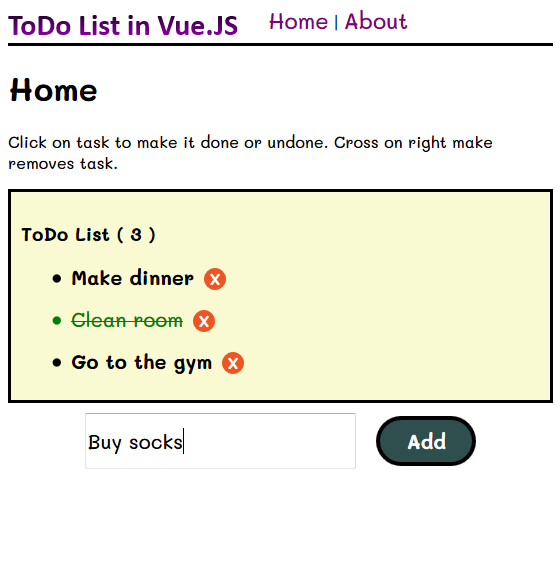 ToDo List in Vue.JS Home | About
Home
Click on task to make it done or undone. Cross on right make
removes task.
ToDo List ( 3 )
Make dinner X
Clean room X
Go to the gym X
Buy socks Add